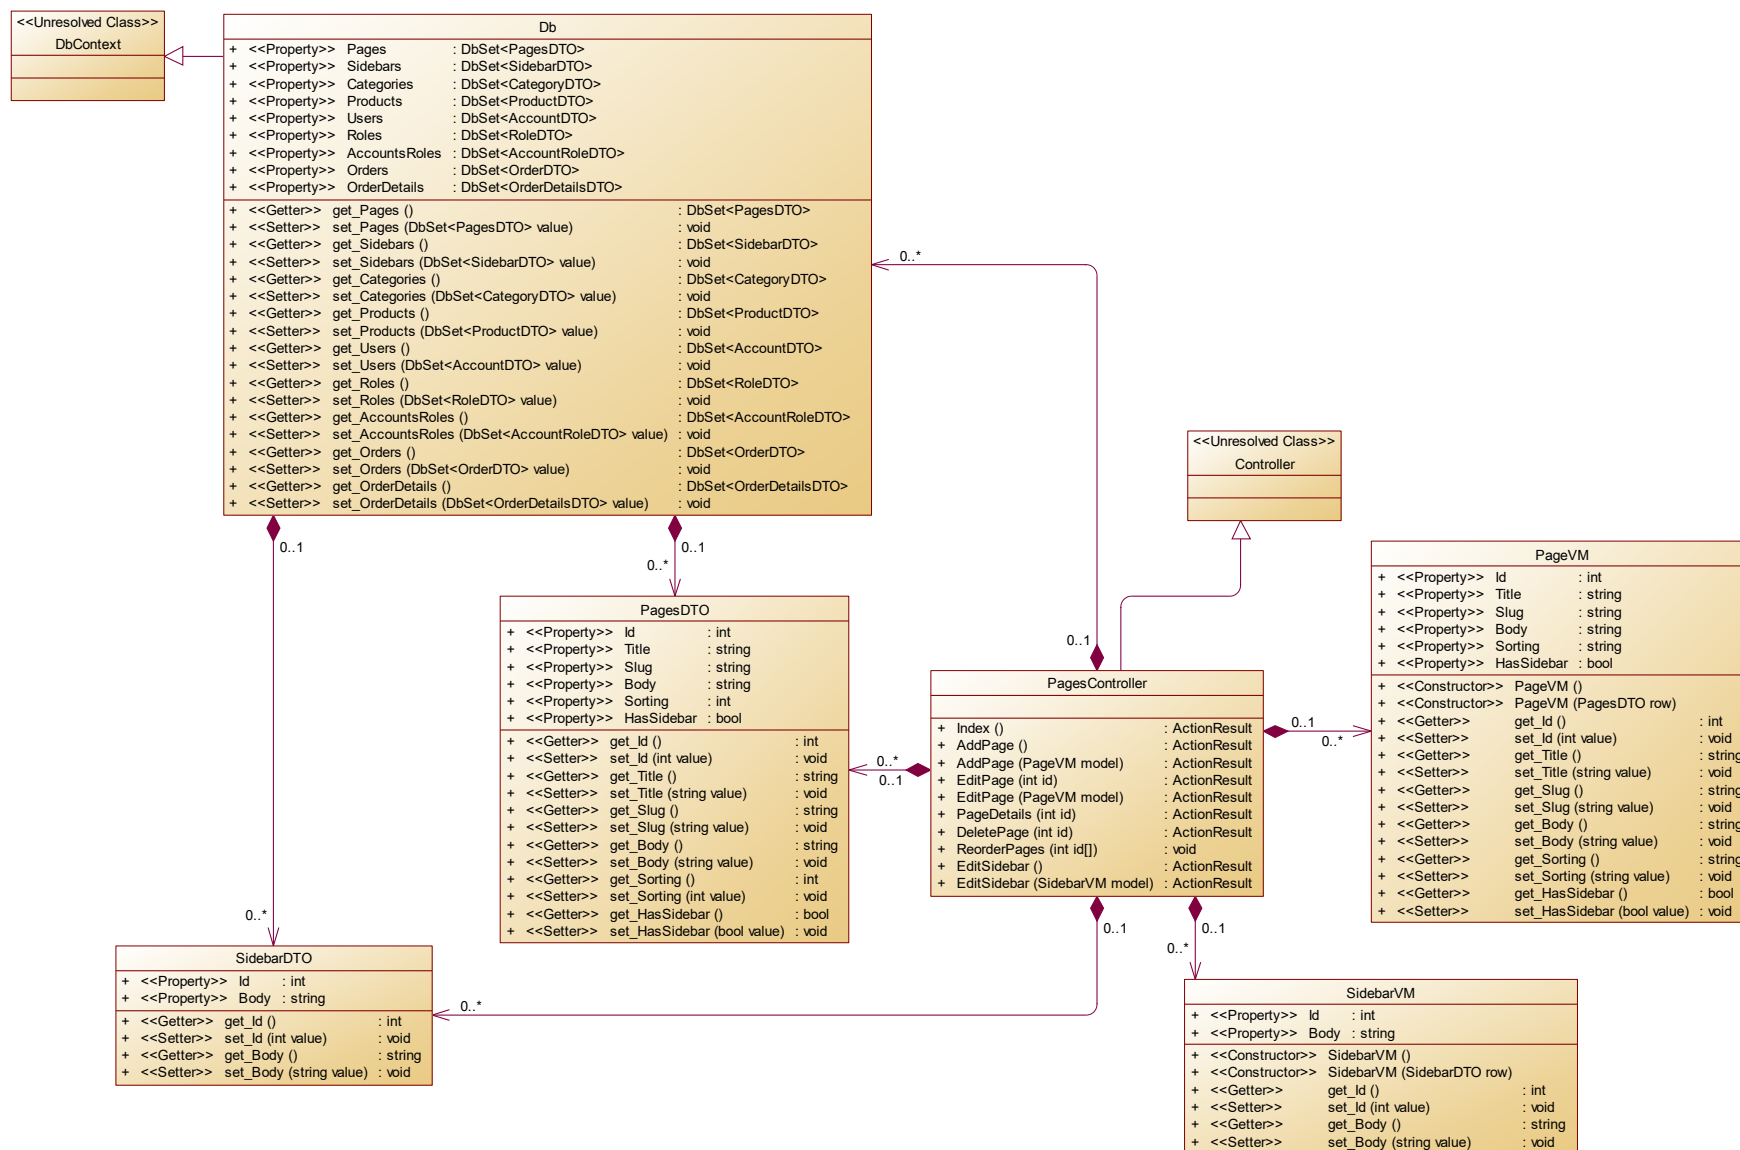 <<Unresolved Class>>
DbContext
Db
+ <<Property>> Pages : DbSet<PagesDTO>
+ <<Property>> Sidebars : DbSet<SidebarDTO>
+ <<Property>> Categories : DbSet<CategoryDTO>
+ <<Property>> Products : DbSet<ProductDTO>
+ <<Property>> Users : DbSet<AccountDTO>
+ <<Property>> Roles : DbSet<RoleDTO>
+ <<Property>> AccountsRoles : DbSet<AccountRoleDTO>
+ <<Property>> Orders : DbSet<OrderDTO>
+ <<Property>> OrderDetails : DbSet<OrderDetailsDTO>
+ <<Getter>> get_Pages () : DbSet<PagesDTO>
+ <<Setter>> set_Pages (DbSet<PagesDTO> value) : void
+ <<Getter>> get_Sidebars () : DbSet<SidebarDTO>
+ <<Setter>> set_Sidebars (DbSet<SidebarDTO> value) : void
+ <<Getter>> get_Categories () : DbSet<CategoryDTO>
+ <<Setter>> set_Categories (DbSet<CategoryDTO> value) : void
+ <<Getter>> get_Products () : DbSet<ProductDTO>
+ <<Setter>> set_Products (DbSet<ProductDTO> value) : void
+ <<Getter>> get_Users () : DbSet<AccountDTO>
+ <<Setter>> set_Users (DbSet<AccountDTO> value) : void
+ <<Getter>> get_Roles () : DbSet<RoleDTO>
+ <<Setter>> set_Roles (DbSet<RoleDTO> value) : void
+ <<Getter>> get_AccountsRoles () : DbSet<AccountRoleDTO>
+ <<Setter>> set_AccountsRoles (DbSet<AccountRoleDTO> value) : void
+ <<Getter>> get_Orders () : DbSet<OrderDTO>
+ <<Setter>> set_Orders (DbSet<OrderDTO> value) : void
+ <<Getter>> get_OrderDetails () : DbSet<OrderDetailsDTO>
+ <<Setter>> set_OrderDetails (DbSet<OrderDetailsDTO> value) : void
0..*
0..1
0..1
0..*
<<Unresolved Class>>
Controller
PagesDTO
+ <<Property>> Id : int
+ <<Property>> Title : string
+ <<Property>> Slug : string
+ <<Property>> Body : string
+ <<Property>> Sorting : int
+ <<Property>> HasSidebar : bool
+ <<Getter>> get_Id () : int
+ <<Setter>> set_Id (int value) : void
+ <<Getter>> get_Title () : string
+ <<Setter>> set_Title (string value) : void
+ <<Getter>> get_Slug () : string
+ <<Setter>> set_Slug (string value) : void
+ <<Getter>> get_Body () : string
+ <<Setter>> set_Body (string value) : void
+ <<Getter>> get_Sorting () : int
+ <<Setter>> set_Sorting (int value) : void
+ <<Getter>> get_HasSidebar () : bool
+ <<Setter>> set_HasSidebar (bool value) : void
0..*
0..1
0..1
PagesController
+ Index () : ActionResult
+ AddPage () : ActionResult
+ AddPage (PageVM model) : ActionResult
+ EditPage (int id) : ActionResult
+ EditPage (PageVM model) : ActionResult
+ PageDetails (int id) : ActionResult
+ DeletePage (int id) : ActionResult
+ ReorderPages (int id[]) : void
+ EditSidebar () : ActionResult
+ EditSidebar (SidebarVM model) : ActionResult
0..1
0..*
PageVM
+ <<Property>> Id : int
+ <<Property>> Title : string
+ <<Property>> Slug : string
+ <<Property>> Body : string
+ <<Property>> Sorting : string
+ <<Property>> HasSidebar : bool
+ <<Constructor>> PageVM ()
+ <<Constructor>> PageVM (PagesDTO row)
+ <<Getter>> get_Id () : int
+ <<Setter>> set_Id (int value) : void
+ <<Getter>> get_Title () : string
+ <<Setter>> set_Title (string value) : void
+ <<Getter>> get_Slug () : string
+ <<Setter>> set_Slug (string value) : void
+ <<Getter>> get_Body () : string
+ <<Setter>> set_Body (string value) : void
+ <<Getter>> get_Sorting () : string
+ <<Setter>> set_Sorting (string value) : void
+ <<Getter>> get_HasSidebar () : bool
+ <<Setter>> set_HasSidebar (bool value) : void
0..*
0..1
0..1
0..*
SidebarDTO
+ <<Property>> Id : int
+ <<Property>> Body : string
+ <<Getter>> get_Id () : int
+ <<Setter>> set_Id (int value) : void
+ <<Getter>> get_Body () : string
+ <<Setter>> set_Body (string value) : void
0..*
SidebarVM
+ <<Property>> Id : int
+ <<Property>> Body : string
+ <<Constructor>> SidebarVM ()
+ <<Constructor>> SidebarVM (SidebarDTO row)
+ <<Getter>> get_Id () : int
+ <<Setter>> set_Id (int value) : void
+ <<Getter>> get_Body () : string
+ <<Setter>> set_Body (string value) : void